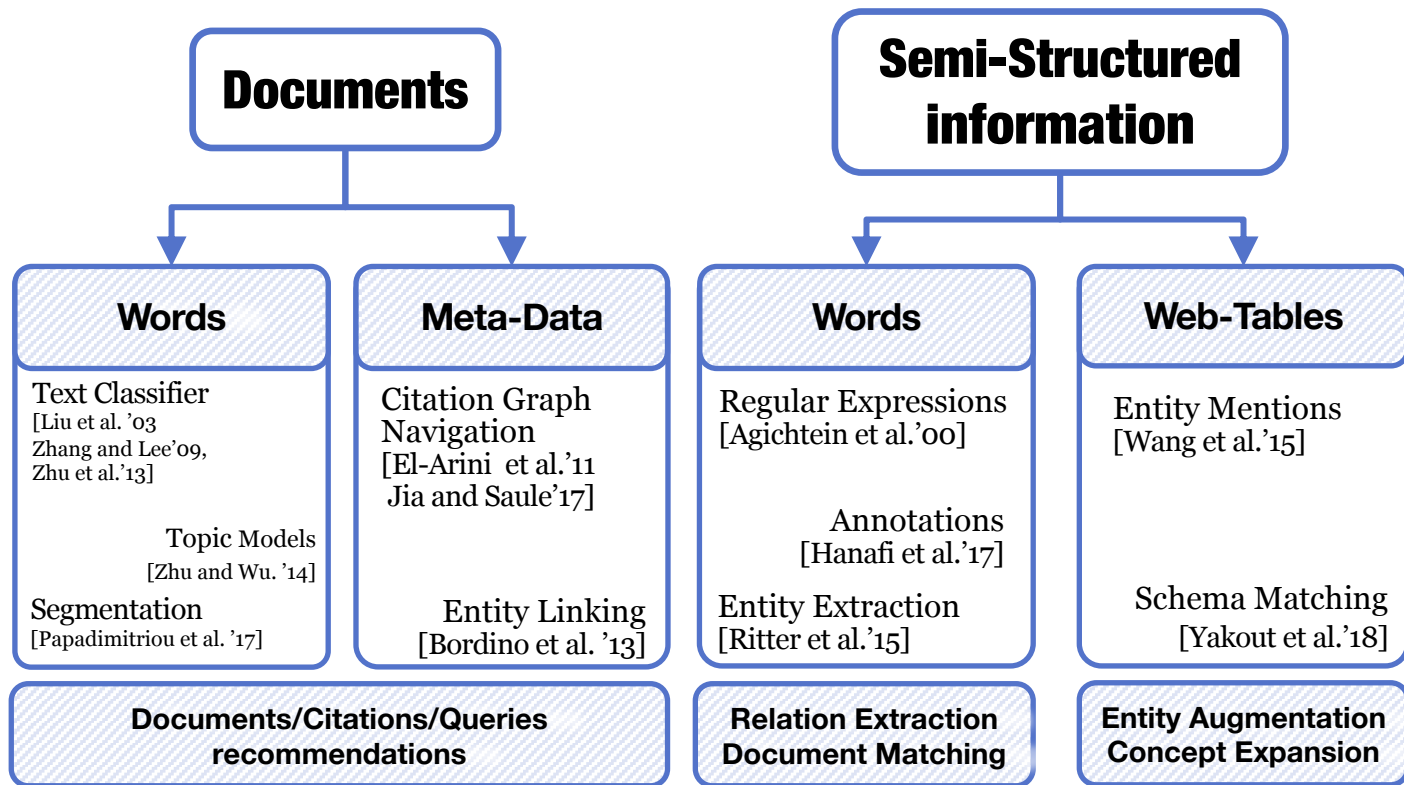 Documents
Semi-Structured
information
Words
Text Classifier
[Liu et al. ’03
Zhang and Lee’09,
Zhu et al.’13]
Topic Models
[Zhu and Wu. ’14]
Segmentation
[Papadimitriou et al. ’17]
Meta-Data
Citation Graph
Navigation
[El-Arini et al.’11
Jia and Saule’17]
Entity Linking
[Bordino et al. ’13]
Documents/Citations/Queries
recommendations
Words
Regular Expressions
[Agichtein et al.’00]
Annotations
[Hanafi et al.’17]
Entity Extraction
[Ritter et al.’15]
Relation Extraction
Document Matching
Web-Tables
Entity Mentions
[Wang et al.’15]
Schema Matching
[Yakout et al.’18]
Entity Augmentation
Concept Expansion